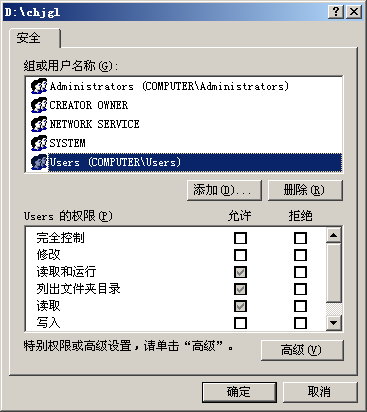 D:\chjgl
安全
组或用户名称(G):
Administrators (COMPUTER\Administrators)
CREATOR OWNER
NETWORK SERVICE
SYSTEM
Users (COMPUTER\Users)
添加(D)... 删除(R)
Users 的权限(P) 允许 拒绝
完全控制
修改
读取和运行
列出文件夹目录
读取
写入
特别权限或高级设置，请单击“高级”。 高级(V)
确定 取消